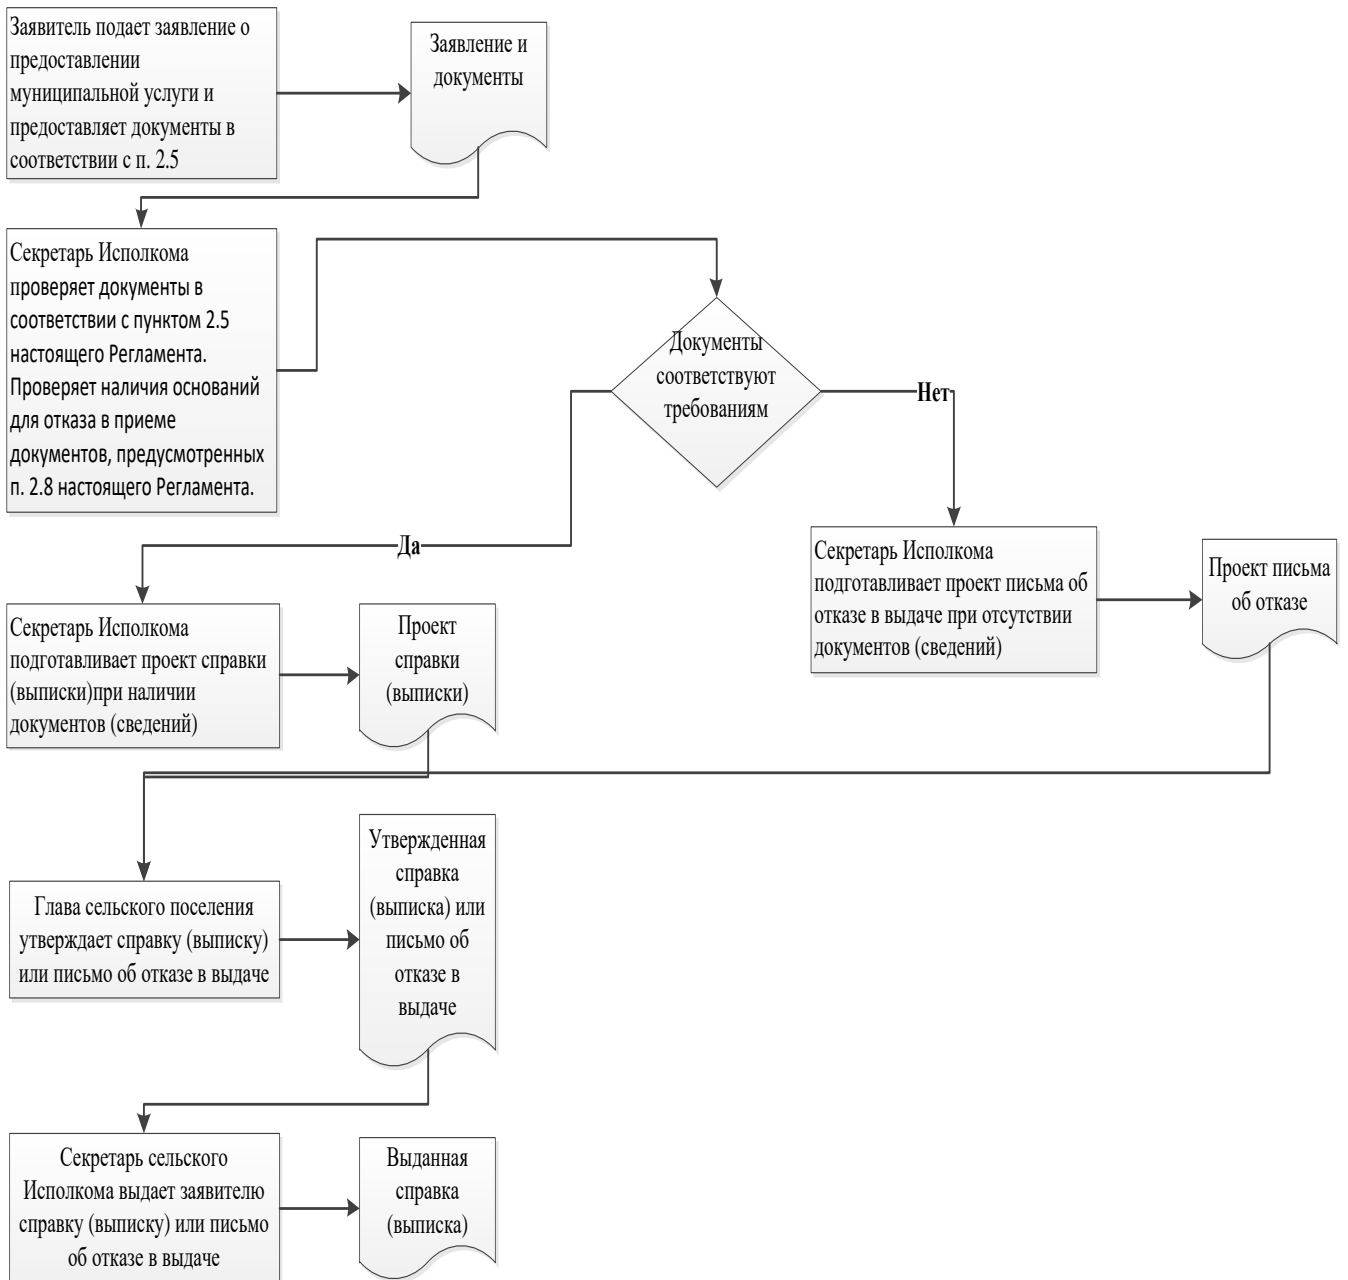 Заявитель подает заявление о
предоставлении
муниципальной услуги и
предоставляет документы в
соответствии с п. 2.5
Заявление и
документы
Секретарь Исполкома
проверяет документы в
соответствии с пунктом 2.5
настоящего Регламента.
Проверяет наличия оснований
для отказа в приеме
документов, предусмотренных
п. 2.8 настоящего Регламента.
Документы
соответствуют
требованиям
Нет
Да
Секретарь Исполкома
подготавливает проект письма об
отказе в выдаче при отсутствии
документов (сведений)
Проект письма
об отказе
Секретарь Исполкома
подготавливает проект справки
(выписки)при наличии
документов (сведений)
Проект
справки
(выписки)
Глава сельского поселения
утверждает справку (выписку)
или письмо об отказе в выдаче
Утвержденная
справка
(выписка) или
письмо об
отказе в
выдаче
Секретарь сельского
Исполкома выдает заявителю
справку (выписку) или письмо
об отказе в выдаче
Выданная
справка
(выписка)